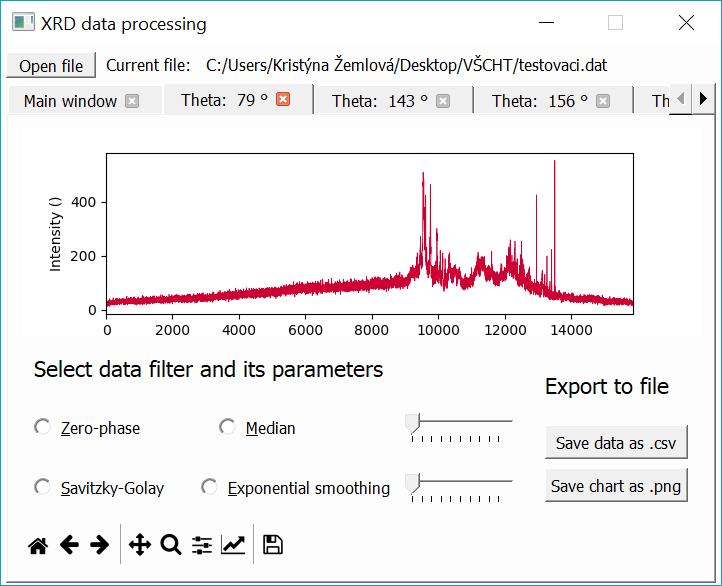 XRD data processing
Open file Current file: C:/Users/Kristýna Žemlová/Desktop/VŠCHT/testovaci.dat
Main window Theta: 79 ° Theta: 143 ° Theta: 156 ° Th
Intensity ()
400
200
0
0 2000 4000 6000 8000 10000 12000 14000
Select data filter and its parameters
Export to file
Zero-phase Median
Save data as .csv
Savitzky-Golay Exponential smoothing
Save chart as .png